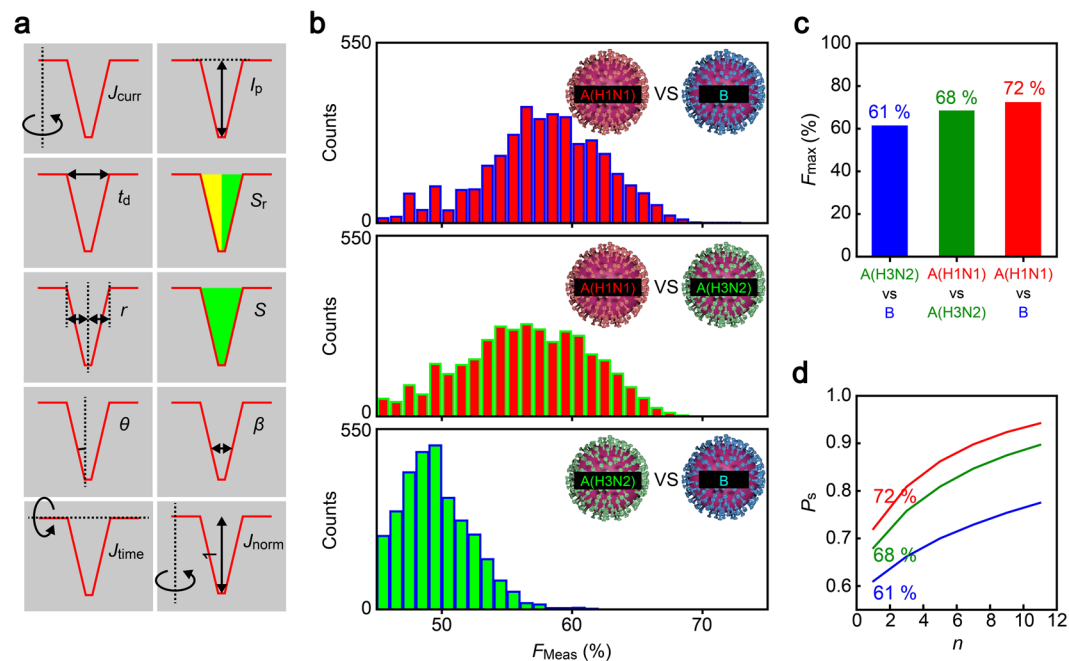 a
J_curr
I_p
t_d
S_r
r
S
θ
β
J_time
1
J_norm
b
550
Counts
0
A(H1N1)
VS
B
550
Counts
0
A(H1N1)
VS
A(H3N2)
550
Counts
0
A(H3N2)
VS
B
50
60
70
F_Meas (%)
c
100
80
60
40
20
0
F_max (%)
61 %
68 %
72 %
A(H3N2)
vs
B
A(H1N1)
vs
A(H3N2)
A(H1N1)
vs
B
d
1.0
0.9
0.8
0.7
0.6
P_s
72 %
68 %
61 %
0 2 4 6 8 10 12
n